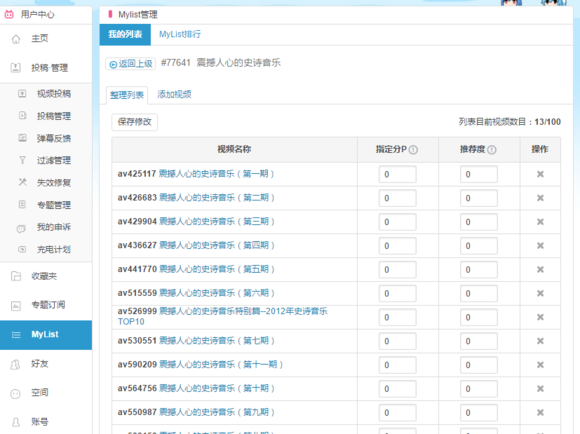 用户中心
主页
投稿·管理
视频投稿
投稿管理
弹幕反馈
过滤管理
失效修复
专题管理
我的申诉
充电计划
收藏夹
专题订阅
MyList
好友
空间
账号
Mylist管理
我的列表 MyList排行
返回上级 #77641 震撼人心的史诗音乐
整理列表 添加视频
保存修改 列表目前视频数目：13/100
视频名称 指定分P 推荐度 操作
av425117 震撼人心的史诗音乐（第一期） 0 0
av426683 震撼人心的史诗音乐（第二期） 0 0
av429904 震撼人心的史诗音乐（第三期） 0 0
av436627 震撼人心的史诗音乐（第四期） 0 0
av441770 震撼人心的史诗音乐（第五期） 0 0
av515559 震撼人心的史诗音乐（第六期） 0 0
av526999 震撼人心的史诗音乐特别篇--2012年史诗音乐
TOP10 0 0
av530551 震撼人心的史诗音乐（第七期） 0 0
av590209 震撼人心的史诗音乐（第十一期） 0 0
av564756 震撼人心的史诗音乐（第十期） 0 0
av550987 震撼人心的史诗音乐（第九期） 0 0